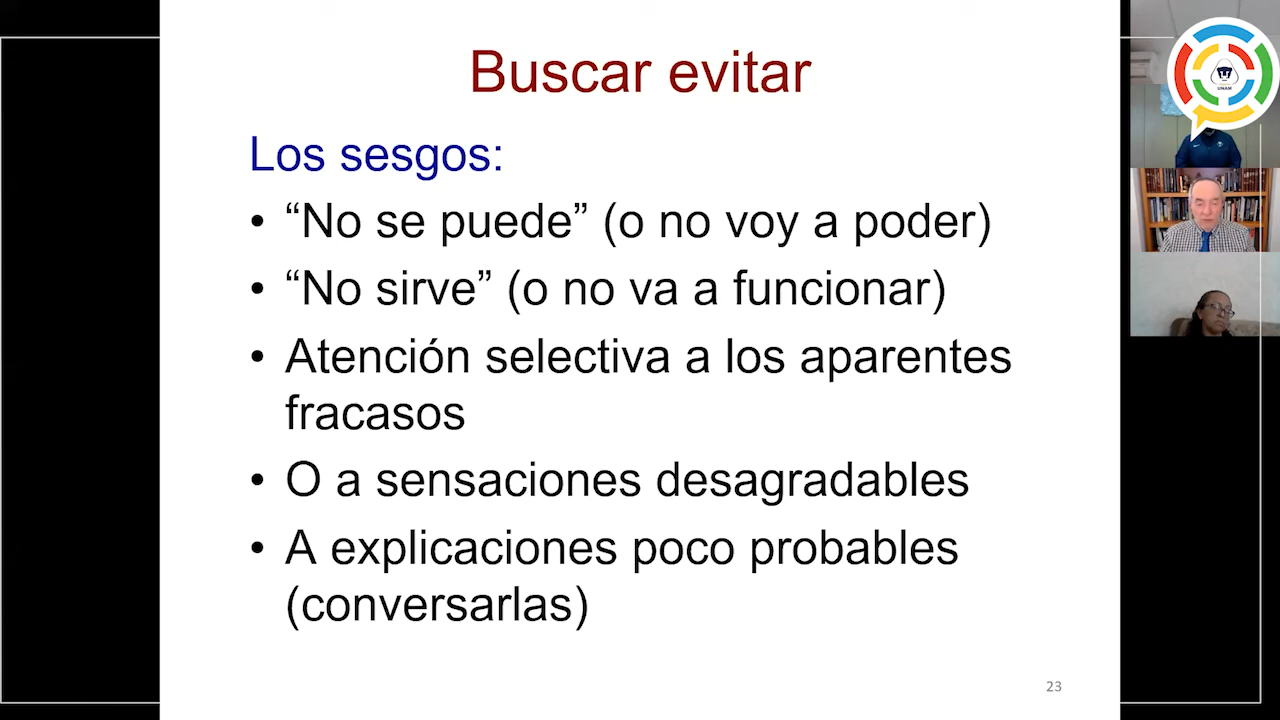 Buscar evitar
Los sesgos:
• “No se puede” (o no voy a poder)
• “No sirve” (o no va a funcionar)
• Atención selectiva a los aparentes
fracasos
• O a sensaciones desagradables
• A explicaciones poco probables
(conversarlas)
23
UNAM